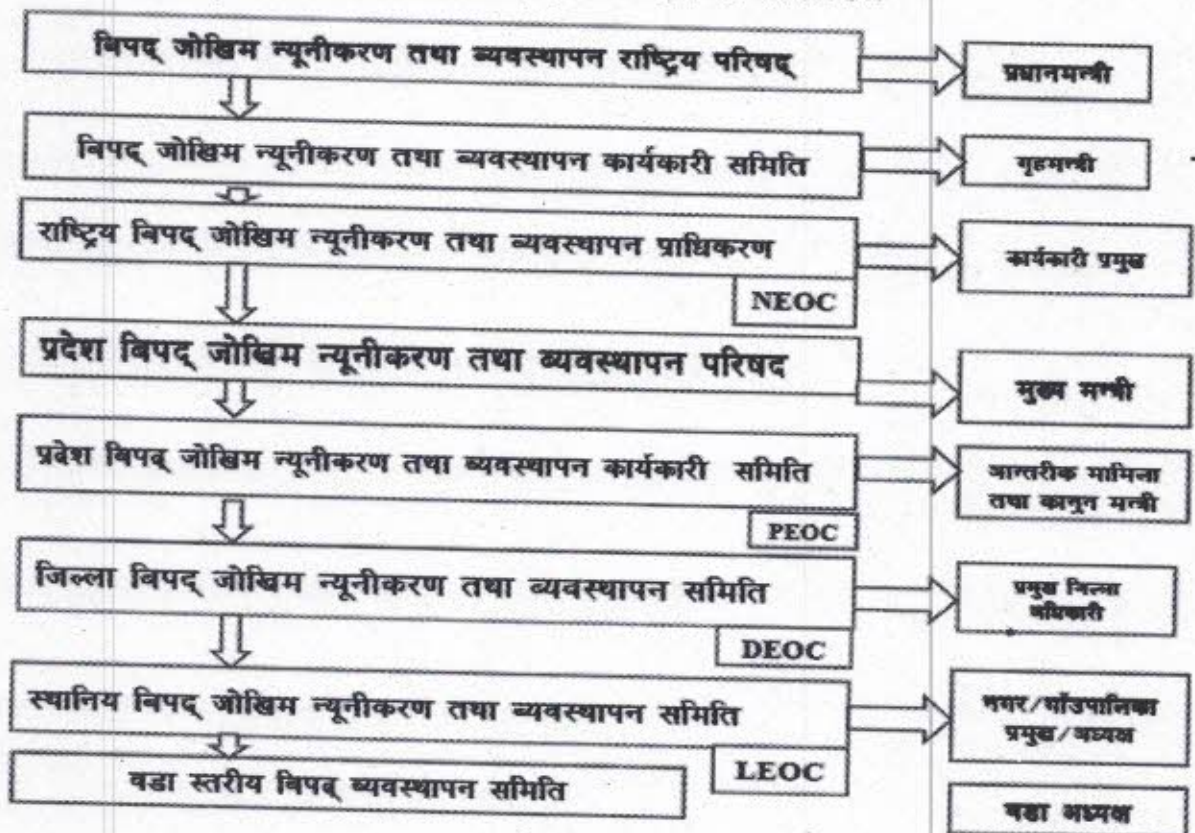 विपद् जोखिम न्यूनीकरण तथा व्यवस्थापन राष्ट्रिय परिषद्
प्रधानमन्त्री
विपद् जोखिम न्यूनीकरण तथा व्यवस्थापन कार्यकारी समिति
गृहमन्त्री
राष्ट्रिय विपद् जोखिम न्यूनीकरण तथा व्यवस्थापन प्राधिकरण
कार्यकारी प्रमुख
NEOC
प्रदेश विपद् जोखिम न्यूनीकरण तथा व्यवस्थापन परिषद
मुख्य मन्त्री
प्रदेश विपद् जोखिम न्यूनीकरण तथा व्यवस्थापन कार्यकारी समिति
आन्तरीक मामिला
तथा कानुन मन्त्री
PEOC
जिल्ला विपद् जोखिम न्यूनीकरण तथा व्यवस्थापन समिति
प्रमुख जिल्ला
अधिकारी
DEOC
स्थानिय विपद् जोखिम न्यूनीकरण तथा व्यवस्थापन समिति
नगर/गाँउपालिका
प्रमुख/अध्यक्ष
LEOC
वडा स्तरीय विपद् व्यवस्थापन समिति
वडा अध्यक्ष